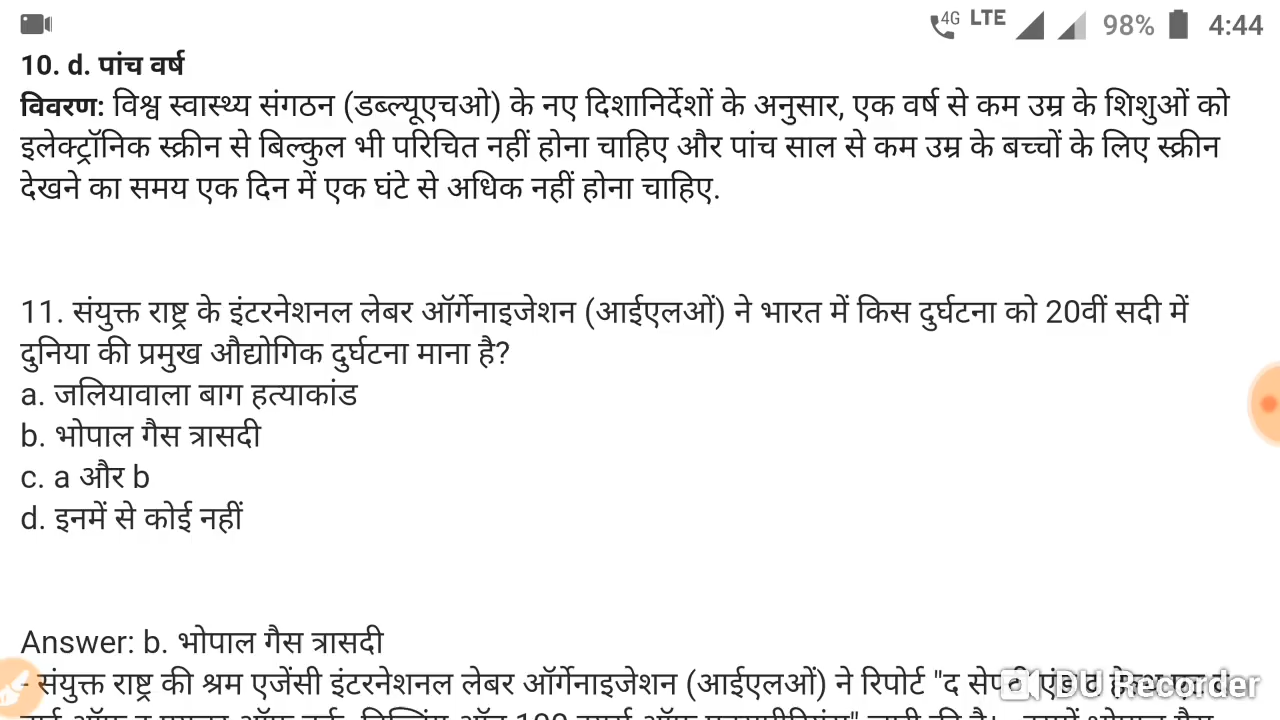 4G LTE 98% 4:44
10. d. पांच वर्ष
विवरण: विश्व स्वास्थ्य संगठन (डब्ल्यूएचओ) के नए दिशानिर्देशों के अनुसार, एक वर्ष से कम उम्र के शिशुओं को
इलेक्ट्रॉनिक स्क्रीन से बिल्कुल भी परिचित नहीं होना चाहिए और पांच साल से कम उम्र के बच्चों के लिए स्क्रीन
देखने का समय एक दिन में एक घंटे से अधिक नहीं होना चाहिए.
11. संयुक्त राष्ट्र के इंटरनेशनल लेबर ऑर्गेनाइजेशन (आईएलओं) ने भारत में किस दुर्घटना को 20वीं सदी में
दुनिया की प्रमुख औद्योगिक दुर्घटना माना है?
a. जलियावाला बाग हत्याकांड
b. भोपाल गैस त्रासदी
c. a और b
d. इनमें से कोई नहीं
Answer: b. भोपाल गैस त्रासदी
- संयुक्त राष्ट्र की श्रम एजेंसी इंटरनेशनल लेबर ऑर्गेनाइजेशन (आईएलओं) ने रिपोर्ट "द
DU Recorder